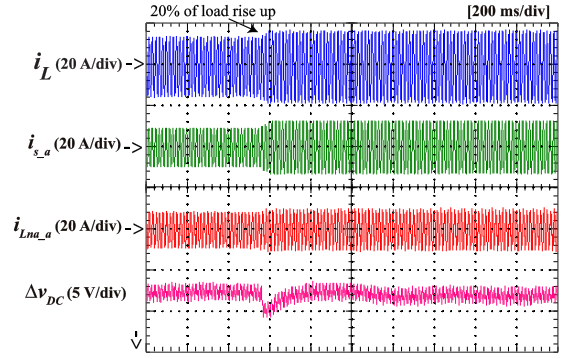 20% of load rise up
[200 ms/div]
i_L (20 A/div)
i_s_a (20 A/div)
i_Lna_a (20 A/div)
Δv_DC (5 V/div)